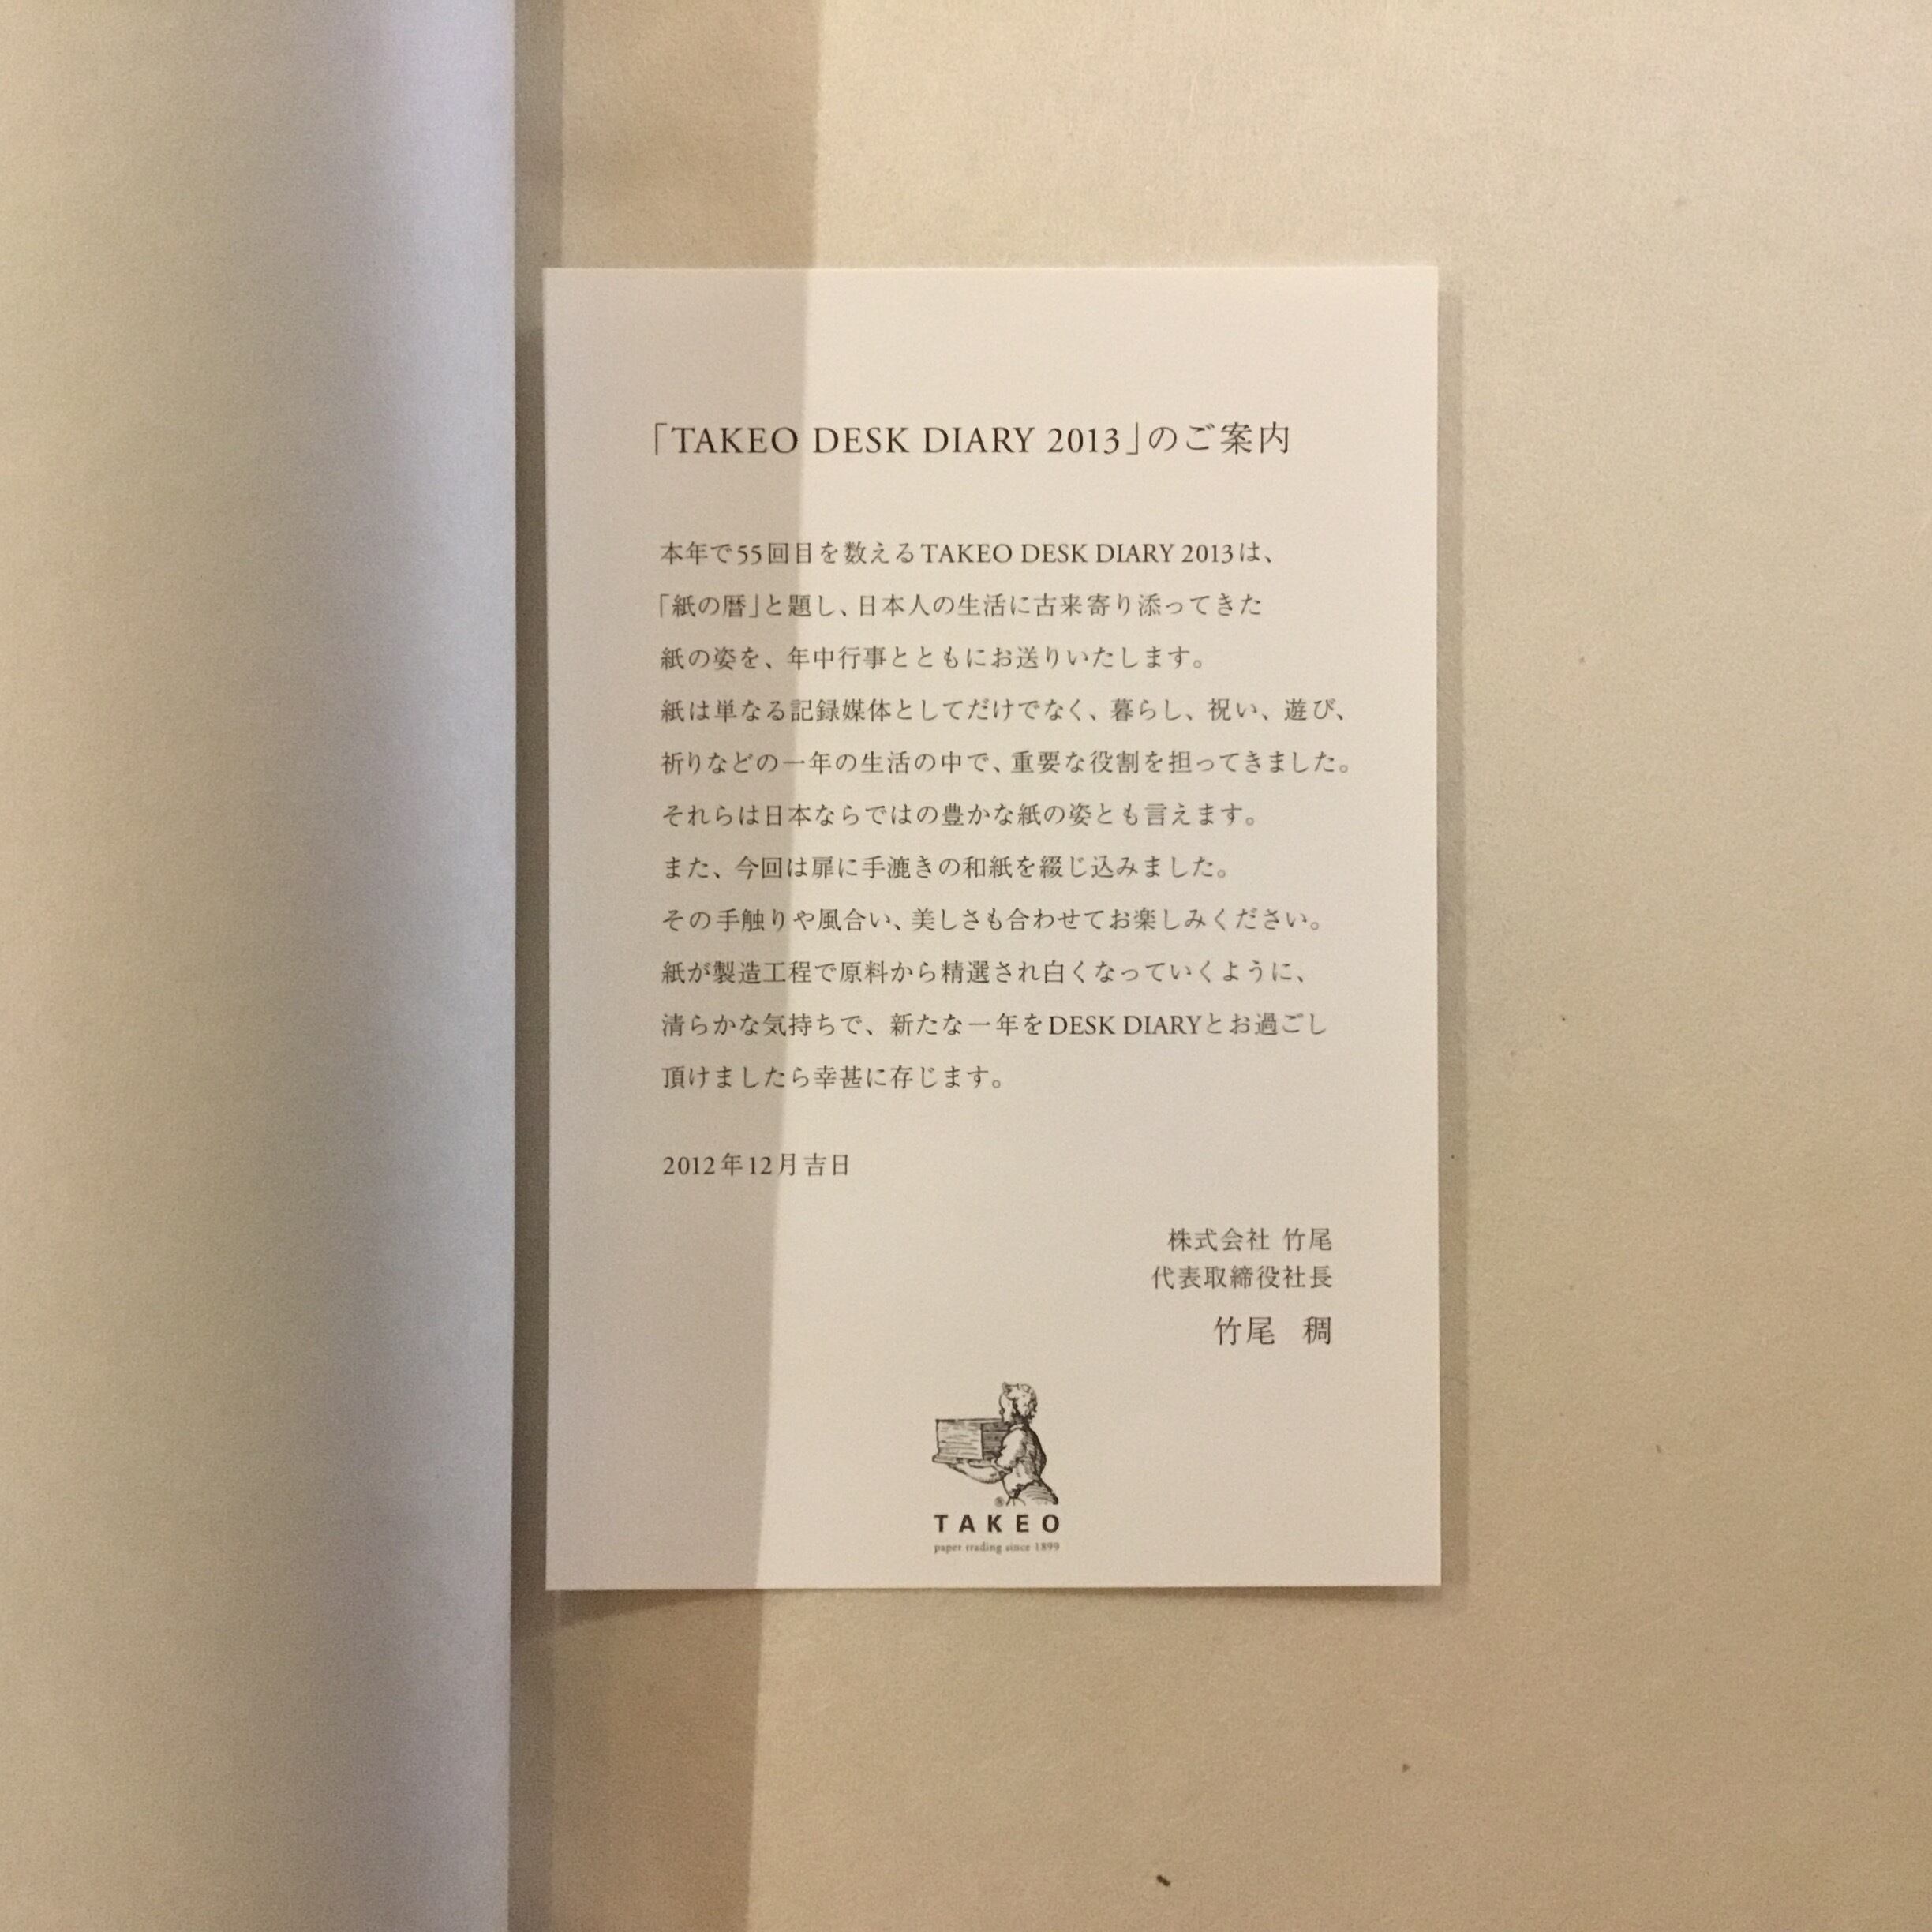 「TAKEO DESK DIARY 2013」のご案内
本年で55回目を数えるTAKEO DESK DIARY 2013は、
「紙の暦」と題し、日本人の生活に古来寄り添ってきた
紙の姿を、年中行事とともにお送りいたします。
紙は単なる記録媒体としてだけでなく、暮らし、祝い、遊び、
祈りなどの一年の生活の中で、重要な役割を担ってきました。
それらは日本ならではの豊かな紙の姿とも言えます。
また、今回は扉に手漉きの和紙を綴じ込みました。
その手触りや風合い、美しさも合わせてお楽しみください。
紙が製造工程で原料から精選され白くなっていくように、
清らかな気持ちで、新たな一年をDESK DIARYとお過ごし
頂けましたら幸甚に存じます。
2012年12月吉日
株式会社 竹尾
代表取締役社長
竹尾 稠
®
TAKEO
paper trading since 1899